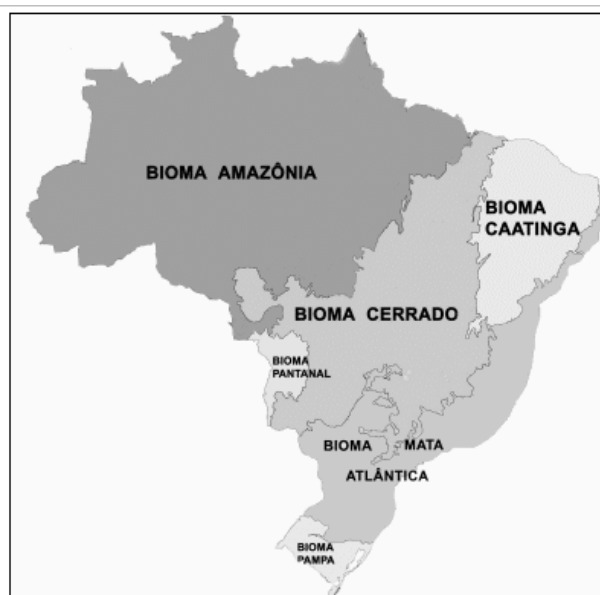 BIOMA AMAZÔNIA
BIOMA
CAATINGA
BIOMA CERRADO
BIOMA
PANTANAL
BIOMA MATA
ATLÂNTICA
BIOMA
PAMPA